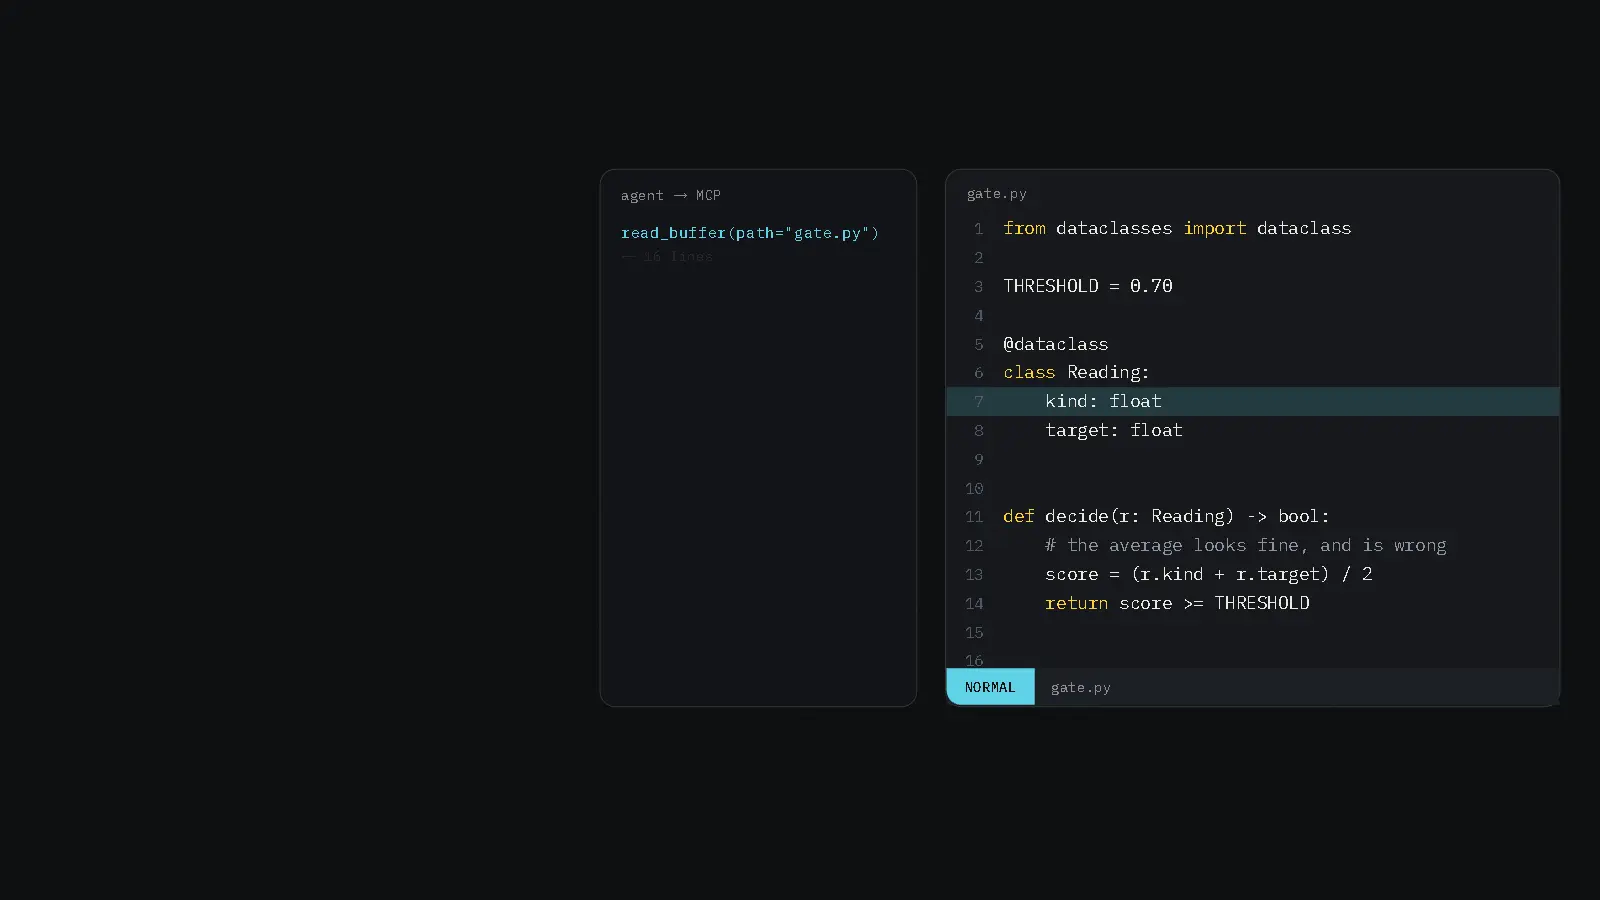 agent → MCP
read_buffer(path="gate.py")
← 16 lines
gate.py
1 from dataclasses import dataclass
2
3 THRESHOLD = 0.70
4
5 @dataclass
6 class Reading:
7     kind: float
8     target: float
9
10
11 def decide(r: Reading) -> bool:
12     # the average looks fine, and is wrong
13     score = (r.kind + r.target) / 2
14     return score >= THRESHOLD
15
16
NORMAL gate.py